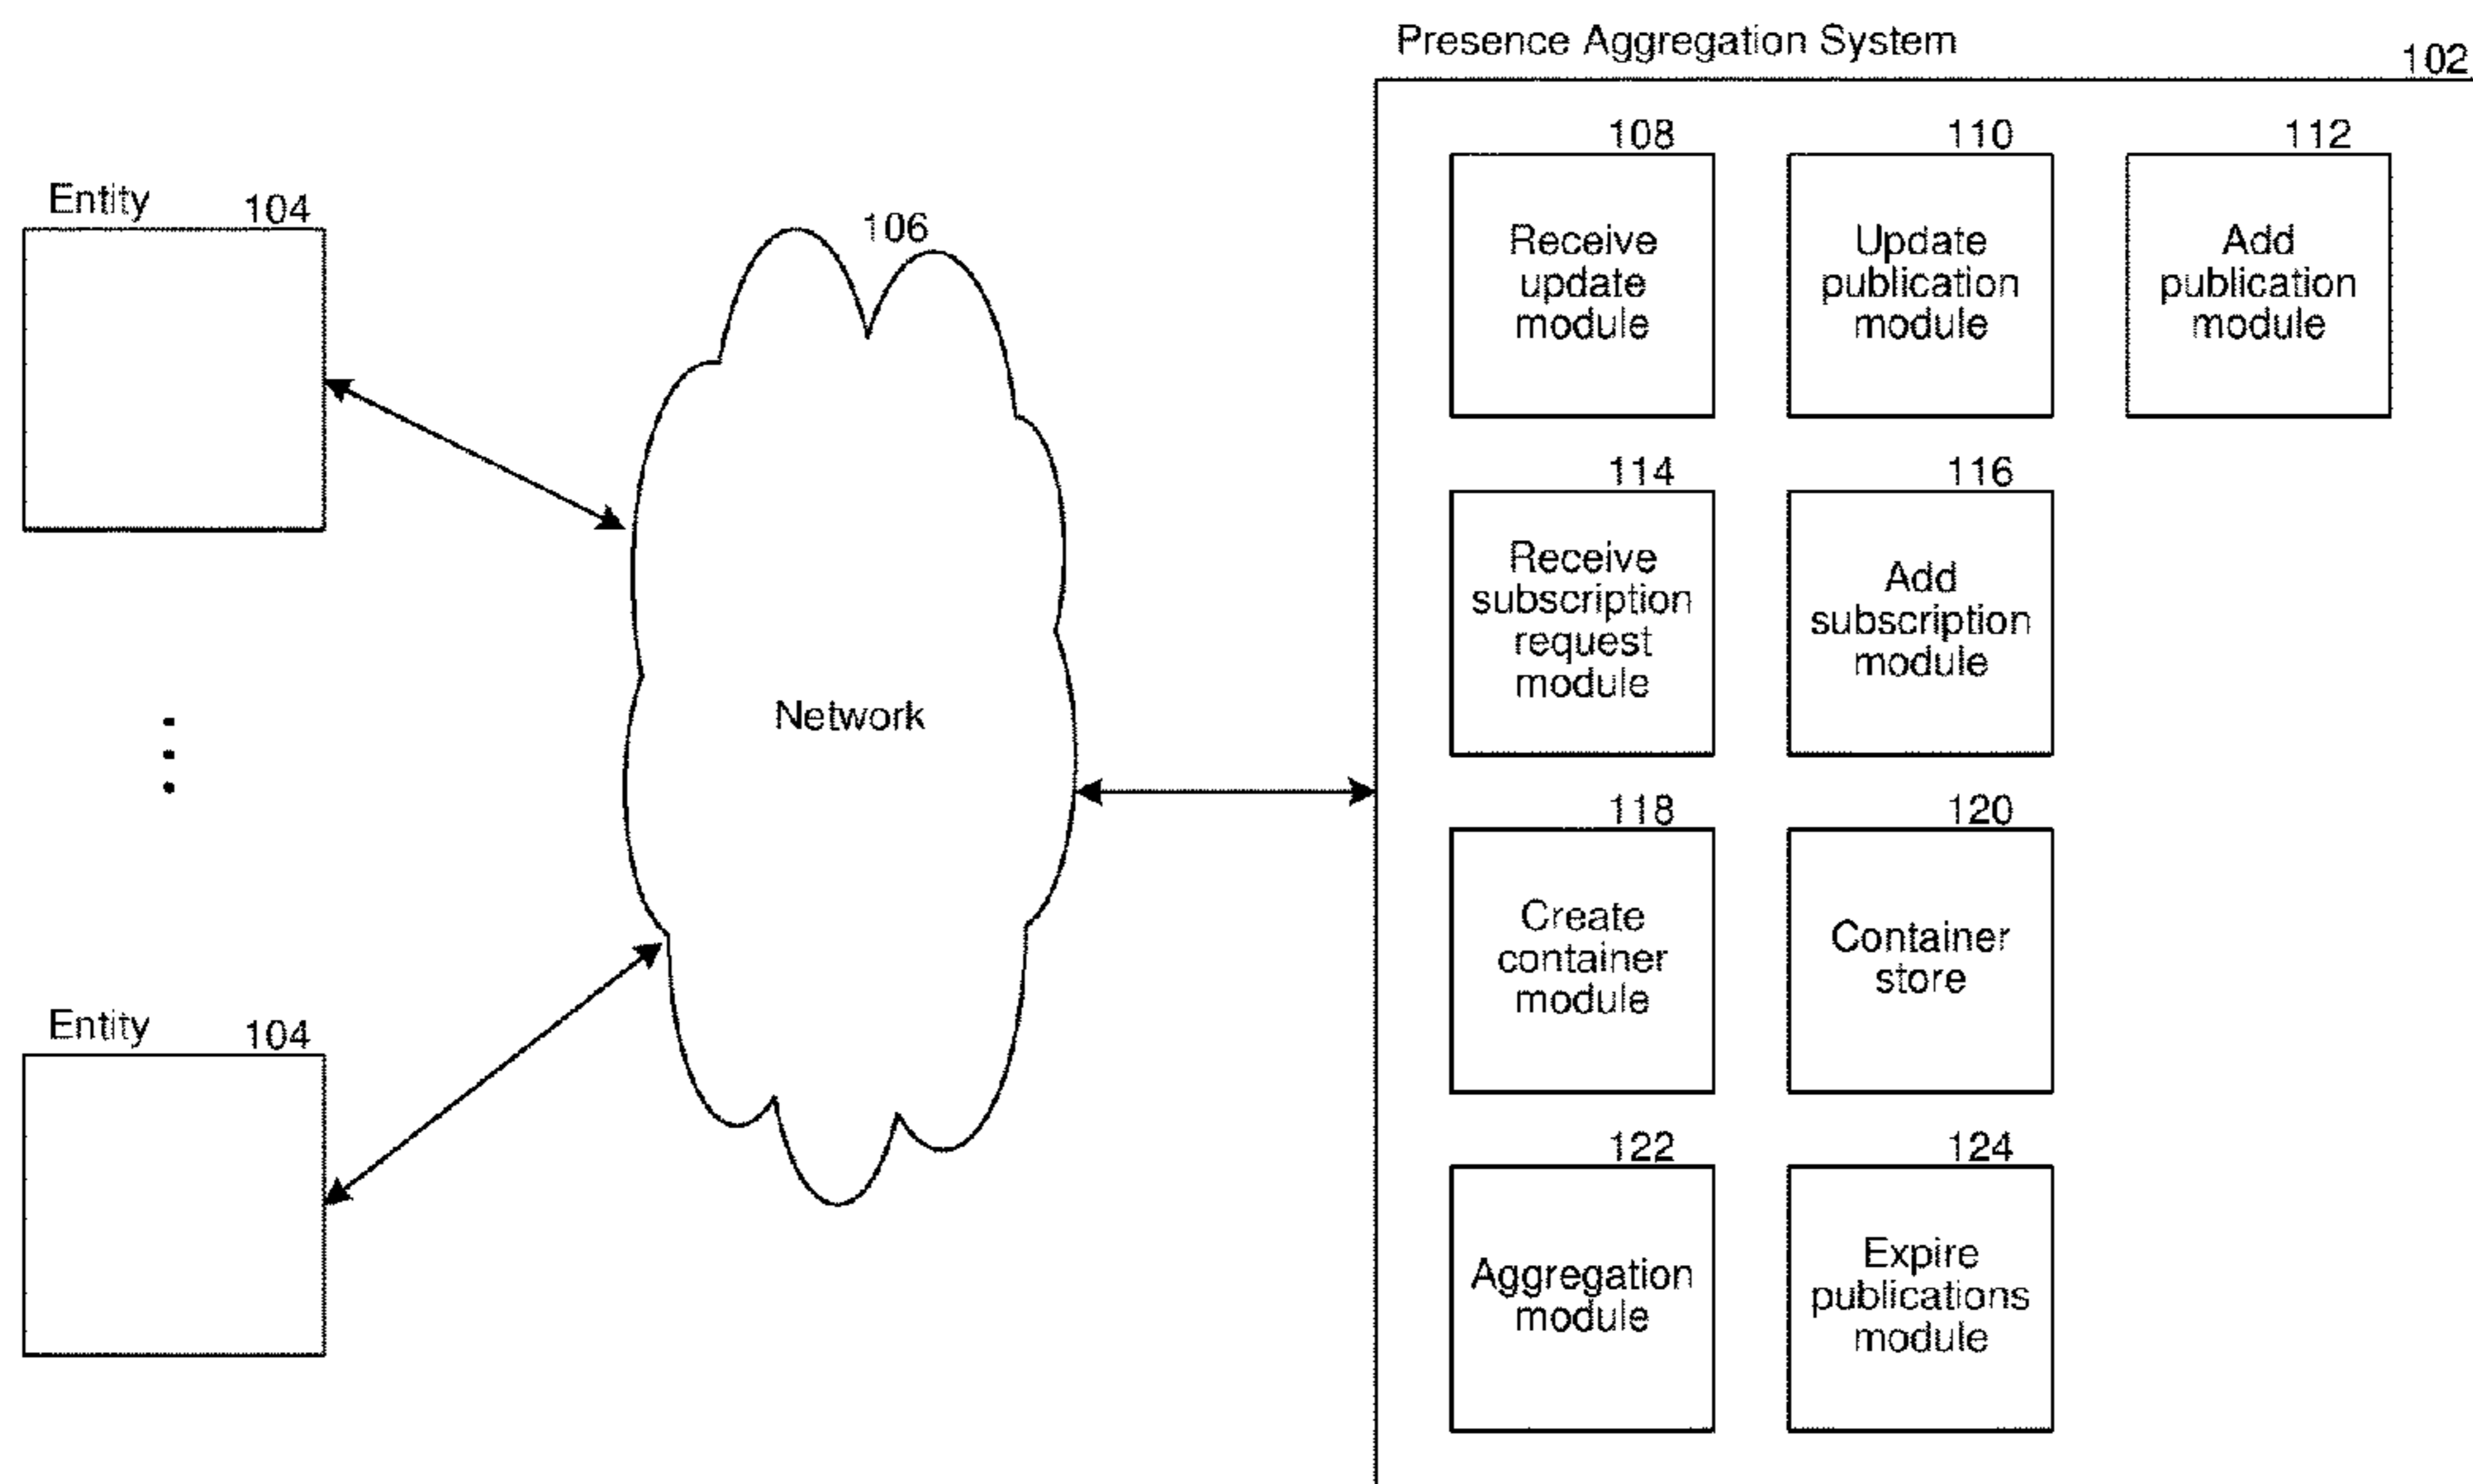 Presence Aggregation System
102
108
110
112
Receive
update
module
Update
publication
module
Add
publication
module
Entity
104
106
114
116
Receive
subscription
request
module
Add
subscription
module
Network
118
120
Create
container
module
Container
store
Entity
104
122
124
Aggregation
module
Expire
publications
module